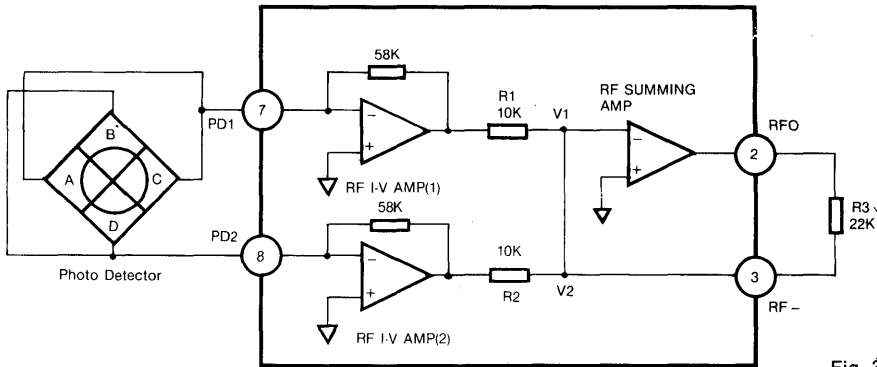 58K
R1
10K
V1
RF SUMMING
AMP
RFO
PD1
7
−
+
−
+
2
B
A
C
D
RF I-V AMP(1)
58K
R3
22K
PD2
8
−
+
10K
R2
V2
3
RF −
Photo Detector
RF I-V AMP(2)
Fig.